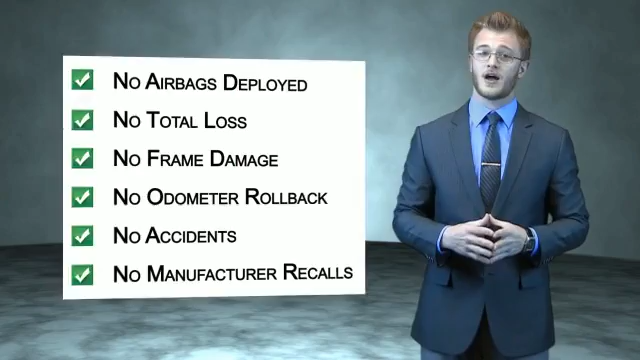 No Airbags Deployed
No Total Loss
No Frame Damage
No Odometer Rollback
No Accidents
No Manufacturer Recalls